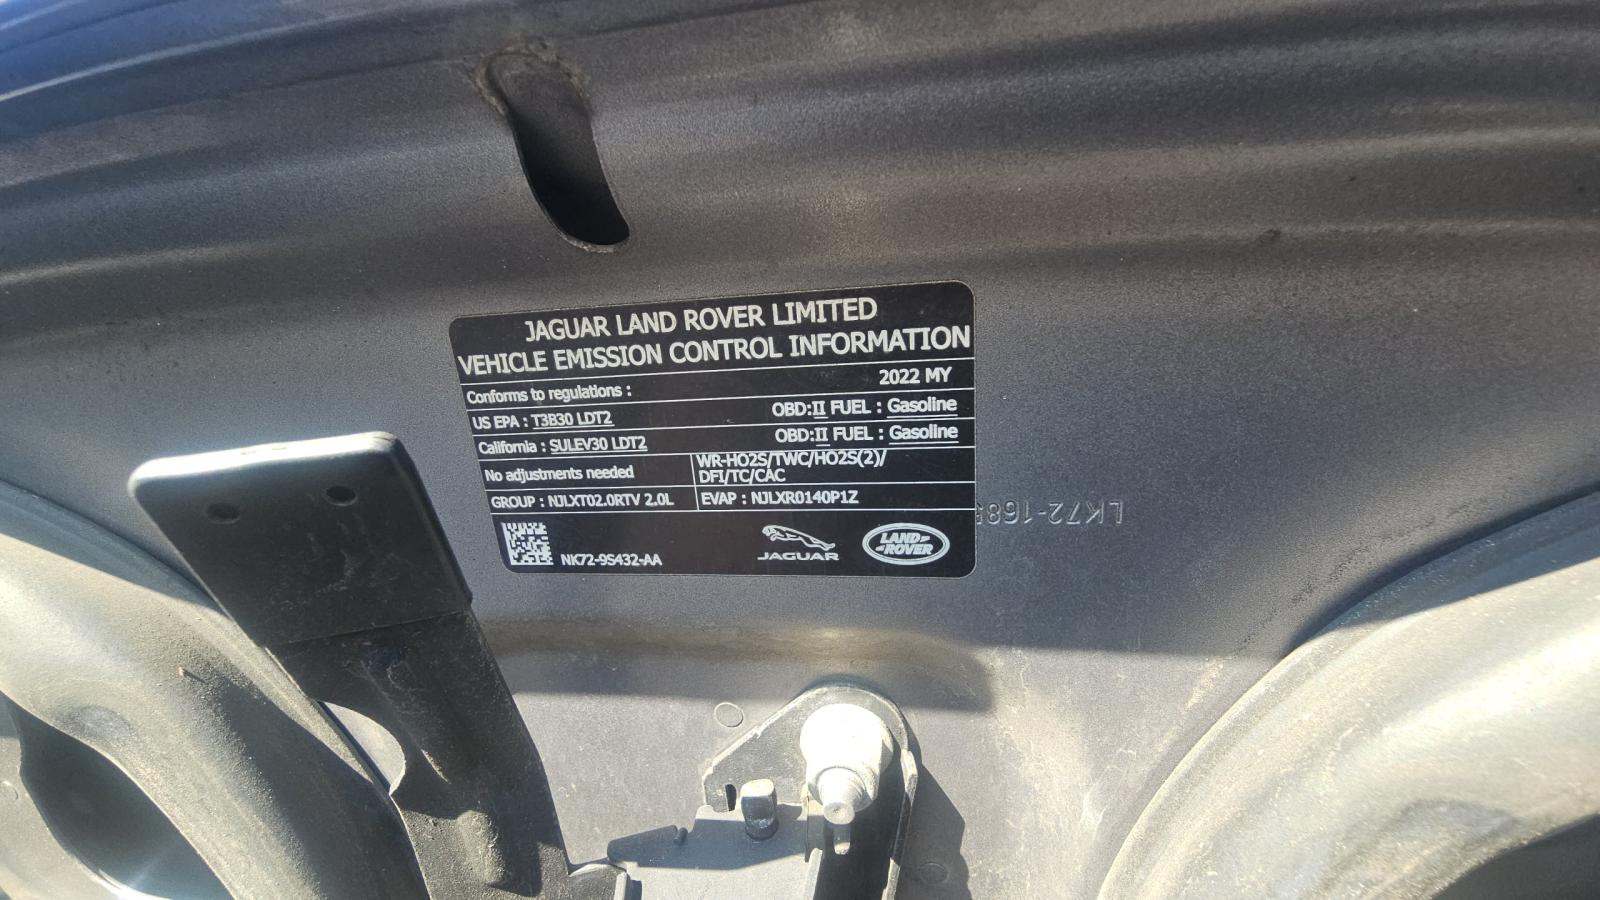 JAGUAR LAND ROVER LIMITED
VEHICLE EMISSION CONTROL INFORMATION
Conforms to regulations : 2022 MY
US EPA : T3B30 LDT2 OBD:II FUEL : Gasoline
California : SULEV30 LDT2 OBD:II FUEL : Gasoline
No adjustments needed WR-HO2S/TWC/HO2S(2)/
DFI/TC/CAC
GROUP : NJLXT02.0RTV 2.0L EVAP : NJLXR0140P1Z
NK72-9S432-AA
JAGUAR
LAND
ROVER